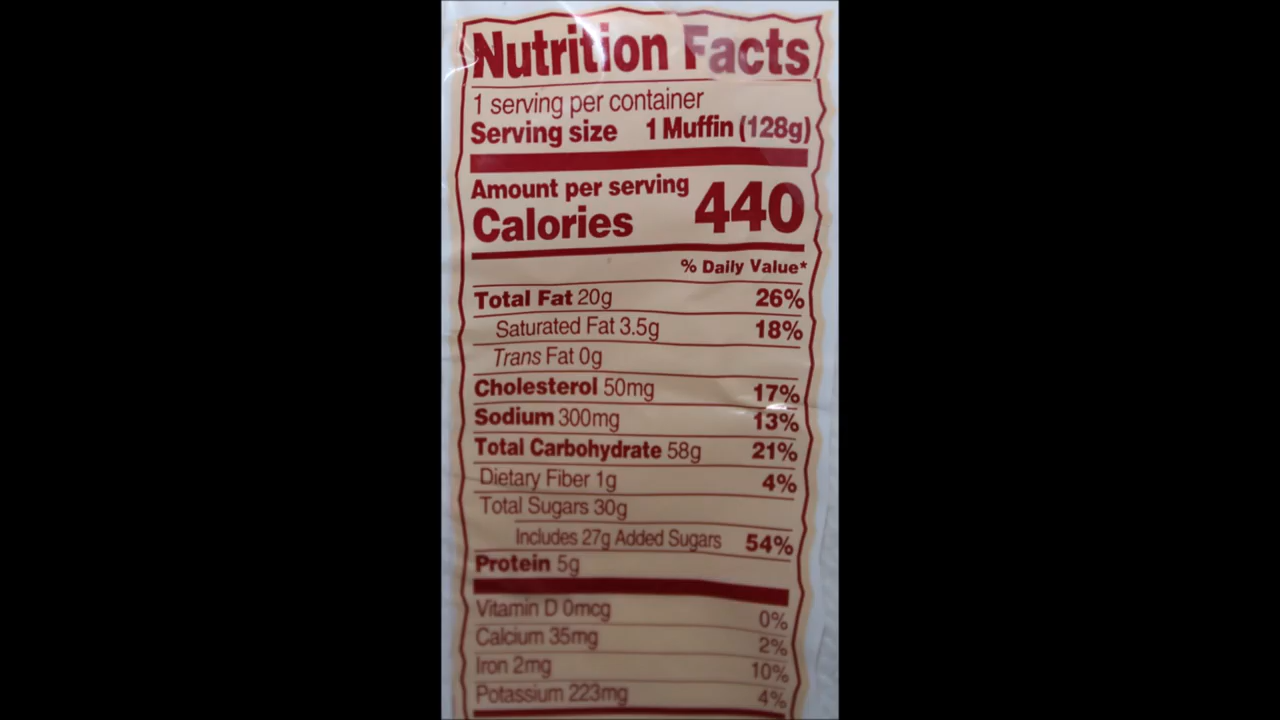 Nutrition Facts
1 serving per container
Serving size 1 Muffin (128g)
Amount per serving
Calories 440
% Daily Value*
Total Fat 20g 26%
Saturated Fat 3.5g 18%
Trans Fat 0g
Cholesterol 50mg 17%
Sodium 300mg 13%
Total Carbohydrate 58g 21%
Dietary Fiber 1g 4%
Total Sugars 30g
Includes 27g Added Sugars 54%
Protein 5g
Vitamin D 0mcg 0%
Calcium 35mg 2%
Iron 2mg 10%
Potassium 223mg 4%